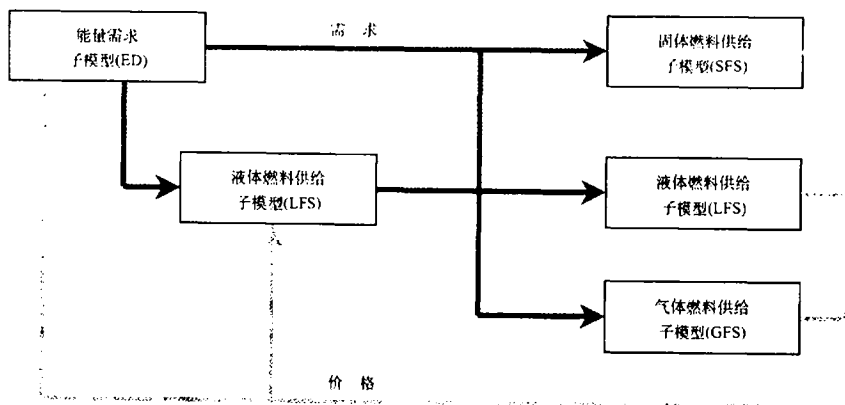 能量需求
子模型(ED)
需 求
固体燃料供给
子模型(SFS)
液体燃料供给
子模型(LFS)
液体燃料供给
子模型(LFS)
气体燃料供给
子模型(GFS)
价 格